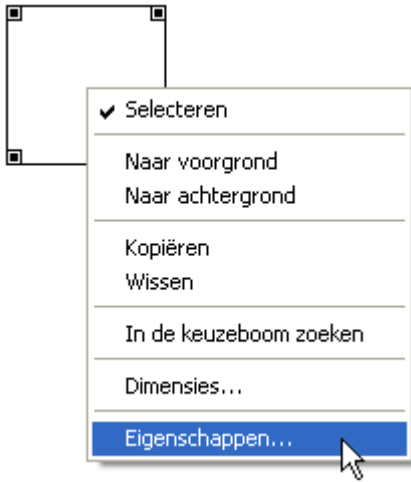 Selecteren
Naar voorgrond
Naar achtergrond
Kopiëren
Wissen
In de keuzeboom zoeken
Dimensies...
Eigenschappen...